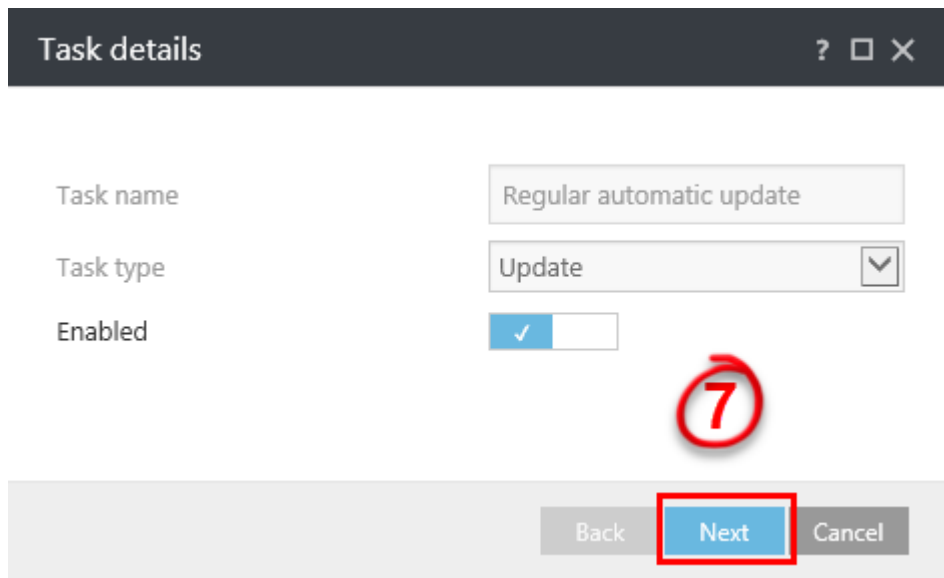 Task details ?
Task name Regular automatic update
Task type Update
Enabled
7
Back Next Cancel